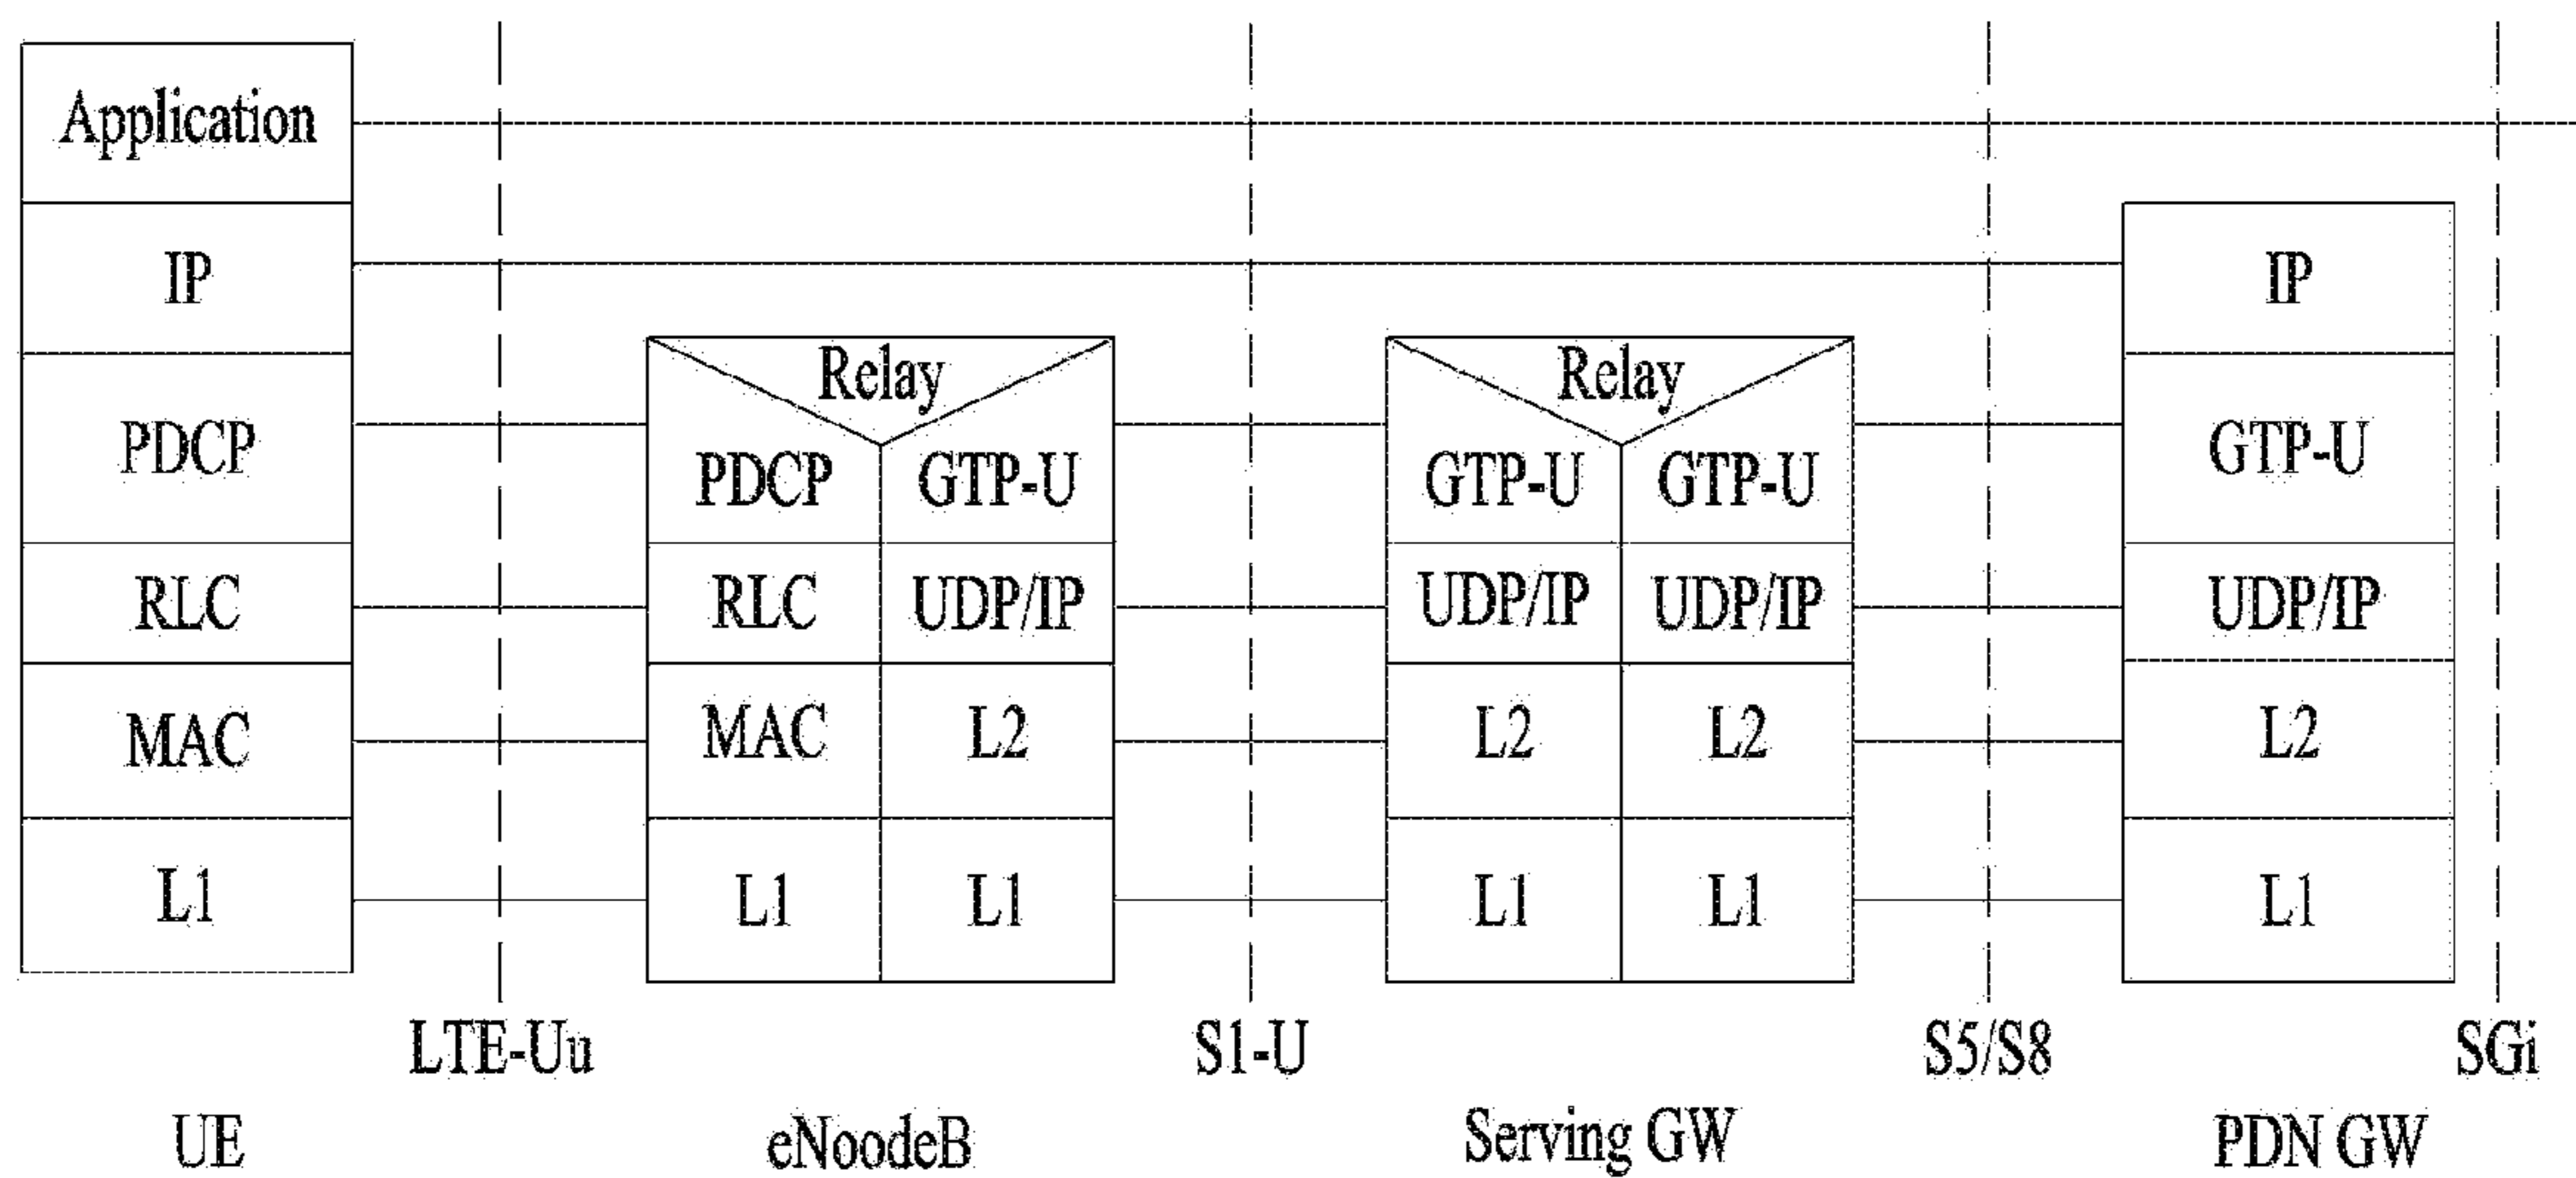 Application
IP
PDCP
RLC
MAC
L1
Relay
PDCP GTP-U
RLC UDP/IP
MAC L2
L1 L1
Relay
GTP-U GTP-U
UDP/IP UDP/IP
L2 L2
L1 L1
IP
GTP-U
UDP/IP
L2
L1
LTE-Uu S1-U S5/S8 SGi
UE eNoodeB Serving GW PDN GW